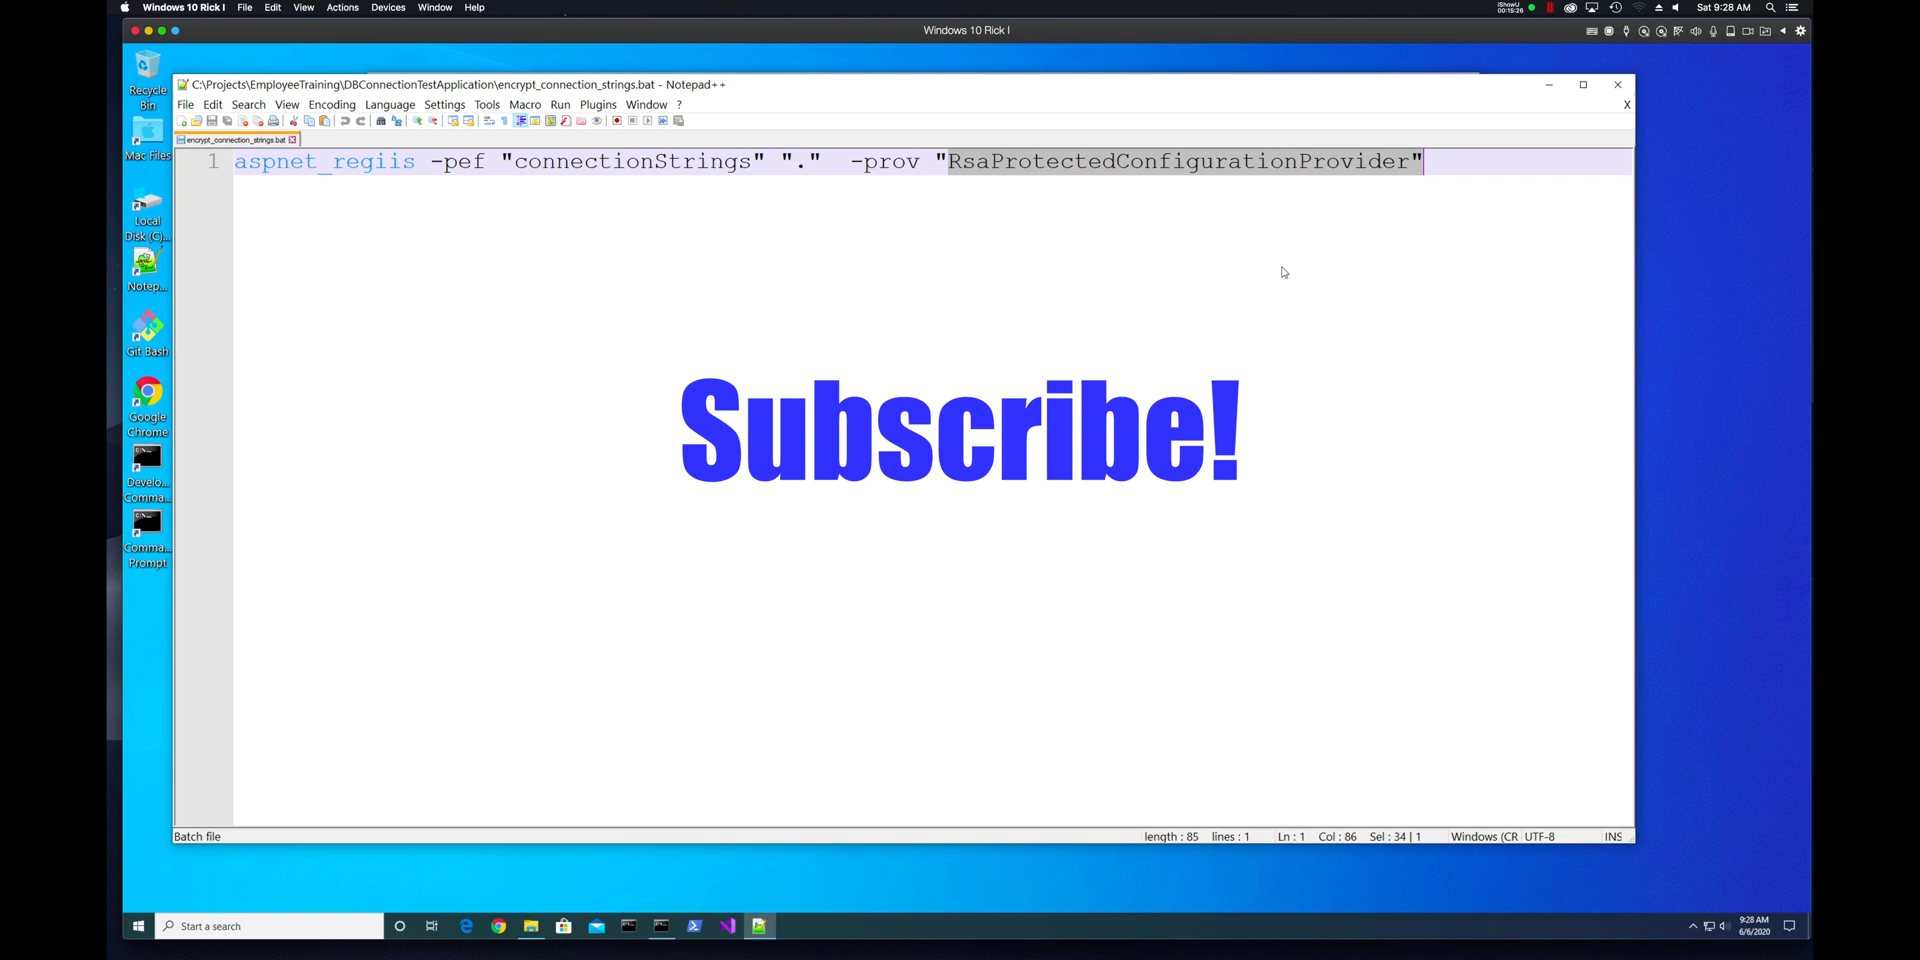 Windows 10 Rick I File Edit View Actions Devices Window Help
iShowU
00:15:26
Sat 9:28 AM
Windows 10 Rick I
C:\Projects\EmployeeTraining\DBConnectionTestApplication\encrypt_connection_strings.bat - Notepad++
File Edit Search View Encoding Language Settings Tools Macro Run Plugins Window ?
X
encrypt_connection_strings.bat
1 aspnet_regiis -pef "connectionStrings" "." -prov "RsaProtectedConfigurationProvider"
Recycle
Bin
Mac Files
Local
Disk (C)...
Notep...
Git Bash
Google
Chrome
Develo...
Comma...
Comma...
Prompt
Subscribe!
Batch file length : 85 lines : 1 Ln : 1 Col : 86 Sel : 34 | 1 Windows (CR UTF-8 INS
Start a search
9:28 AM
6/6/2020